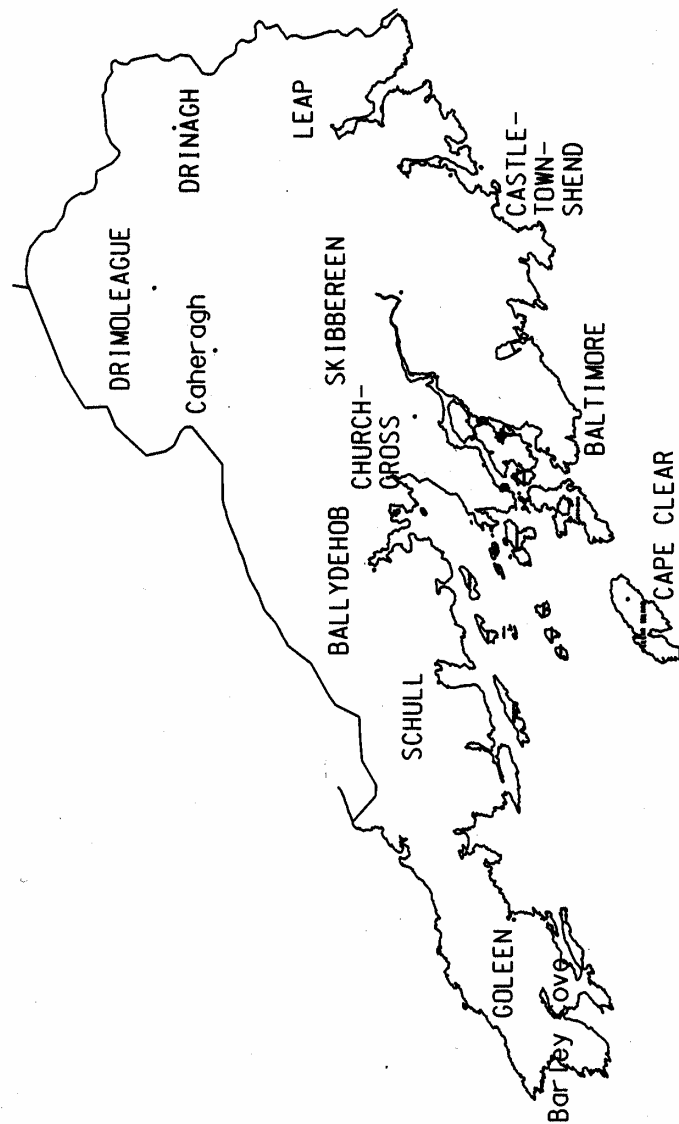 DRIMOLEAGUE
DRINAGH
Caheragh
LEAP
SKIBBEREEN
CHURCH-
CROSS
BALLYDEHOB
SCHULL
CASTLE-
TOWN-
SHEND
GOLEEN
Barley Cove
BALTIMORE
CAPE CLEAR